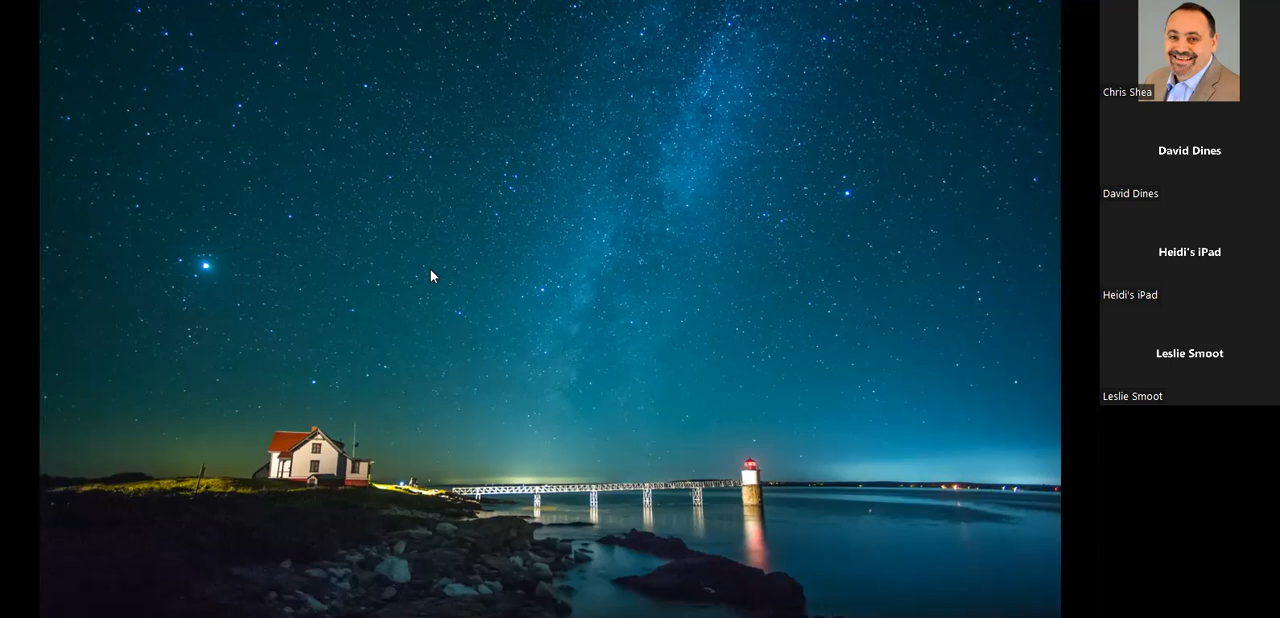 Chris Shea
David Dines
David Dines
Heidi's iPad
Heidi's iPad
Leslie Smoot
Leslie Smoot